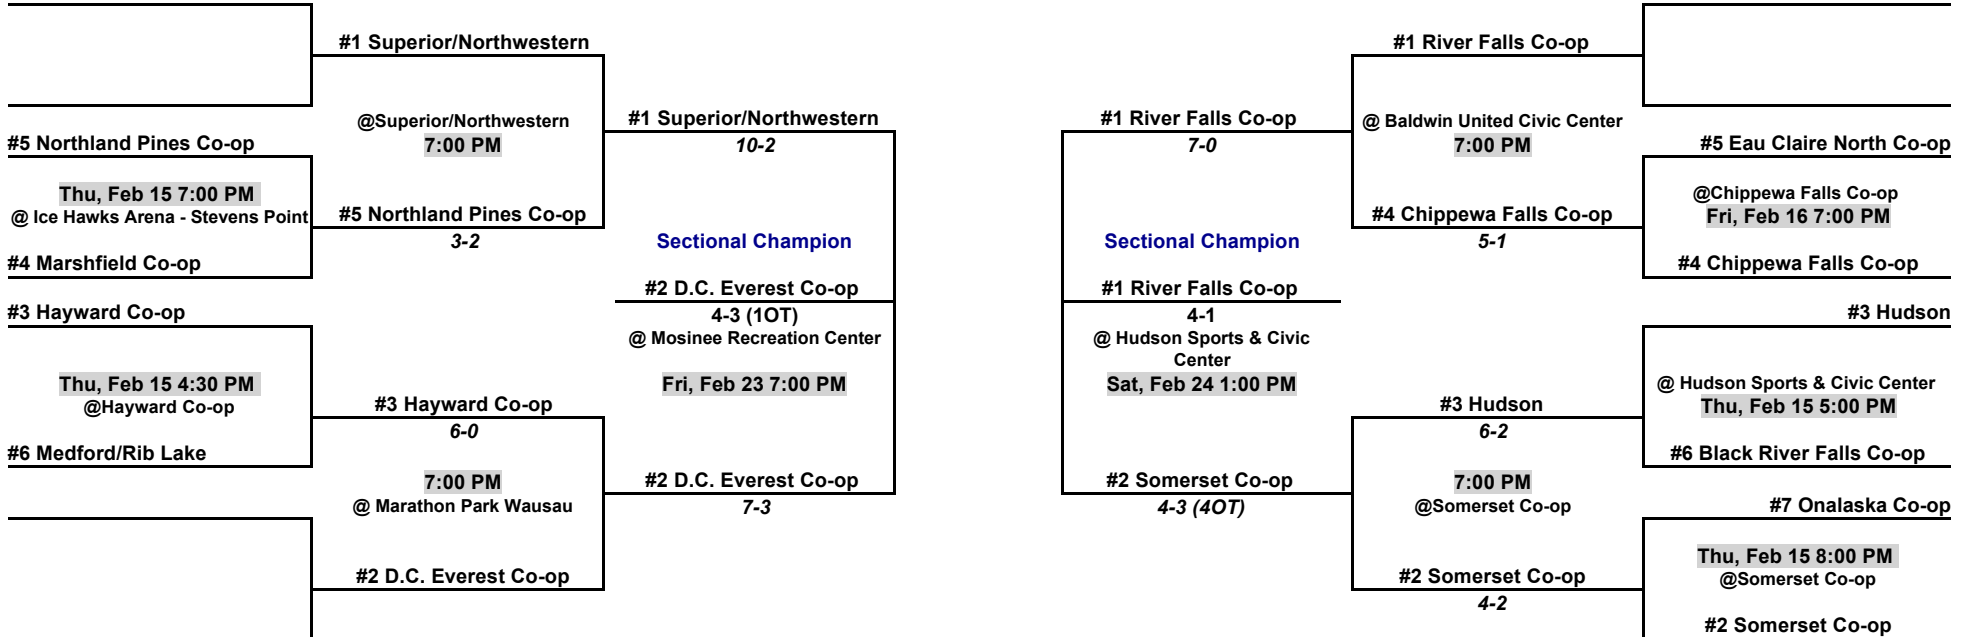 #1 Superior/Northwestern
@Superior/Northwestern
7:00 PM
#5 Northland Pines Co-op
Thu, Feb 15 7:00 PM
@ Ice Hawks Arena - Stevens Point
#4 Marshfield Co-op
#5 Northland Pines Co-op
3-2
#1 Superior/Northwestern
10-2
Sectional Champion
#2 D.C. Everest Co-op
4-3 (1OT)
@ Mosinee Recreation Center
Fri, Feb 23 7:00 PM
#3 Hayward Co-op
Thu, Feb 15 4:30 PM
@Hayward Co-op
#6 Medford/Rib Lake
#3 Hayward Co-op
6-0
7:00 PM
@ Marathon Park Wausau
#2 D.C. Everest Co-op
7-3
#2 D.C. Everest Co-op
#1 River Falls Co-op
#1 River Falls Co-op
7-0
@ Baldwin United Civic Center
7:00 PM
#5 Eau Claire North Co-op
@Chippewa Falls Co-op
Fri, Feb 16 7:00 PM
#4 Chippewa Falls Co-op
#4 Chippewa Falls Co-op
5-1
Sectional Champion
#1 River Falls Co-op
4-1
@ Hudson Sports & Civic
Center
Sat, Feb 24 1:00 PM
#3 Hudson
@ Hudson Sports & Civic Center
Thu, Feb 15 5:00 PM
#6 Black River Falls Co-op
#3 Hudson
6-2
#2 Somerset Co-op
4-3 (4OT)
7:00 PM
@Somerset Co-op
#7 Onalaska Co-op
Thu, Feb 15 8:00 PM
@Somerset Co-op
#2 Somerset Co-op
#2 Somerset Co-op
4-2